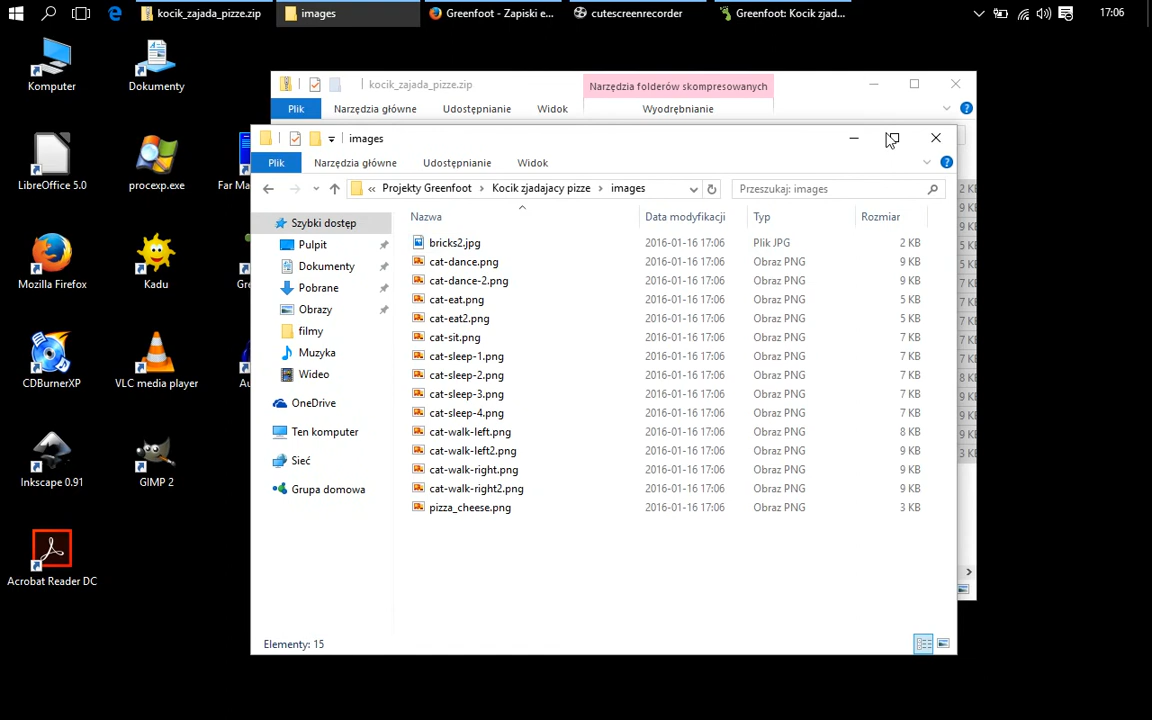 kocik_zajada_pizze.zip
images
Greenfoot - Zapiski e...
cutescreenrecorder
Greenfoot: Kocik zjad...
17:06
Komputer
Dokumenty
LibreOffice 5.0
procexp.exe
Far Ma
Mozilla Firefox
Kadu
Gre
CDBurnerXP
VLC media player
Au
Inkscape 0.91
GIMP 2
Acrobat Reader DC
kocik_zajada_pizze.zip
Narzędzia folderów skompresowanych
Plik
Narzędzia główne
Udostępnianie
Widok
Wyodrębnianie
images
Plik
Narzędzia główne
Udostępnianie
Widok
« Projekty Greenfoot > Kocik zjadajacy pizze > images
Przeszukaj: images
Szybki dostęp
Pulpit
Dokumenty
Pobrane
Obrazy
filmy
Muzyka
Wideo
OneDrive
Ten komputer
Sieć
Grupa domowa
Nazwa Data modyfikacji Typ Rozmiar
bricks2.jpg 2016-01-16 17:06 Plik JPG 2 KB
cat-dance.png 2016-01-16 17:06 Obraz PNG 9 KB
cat-dance-2.png 2016-01-16 17:06 Obraz PNG 9 KB
cat-eat.png 2016-01-16 17:06 Obraz PNG 5 KB
cat-eat2.png 2016-01-16 17:06 Obraz PNG 5 KB
cat-sit.png 2016-01-16 17:06 Obraz PNG 7 KB
cat-sleep-1.png 2016-01-16 17:06 Obraz PNG 7 KB
cat-sleep-2.png 2016-01-16 17:06 Obraz PNG 7 KB
cat-sleep-3.png 2016-01-16 17:06 Obraz PNG 7 KB
cat-sleep-4.png 2016-01-16 17:06 Obraz PNG 7 KB
cat-walk-left.png 2016-01-16 17:06 Obraz PNG 8 KB
cat-walk-left2.png 2016-01-16 17:06 Obraz PNG 9 KB
cat-walk-right.png 2016-01-16 17:06 Obraz PNG 9 KB
cat-walk-right2.png 2016-01-16 17:06 Obraz PNG 9 KB
pizza_cheese.png 2016-01-16 17:06 Obraz PNG 3 KB
Elementy: 15